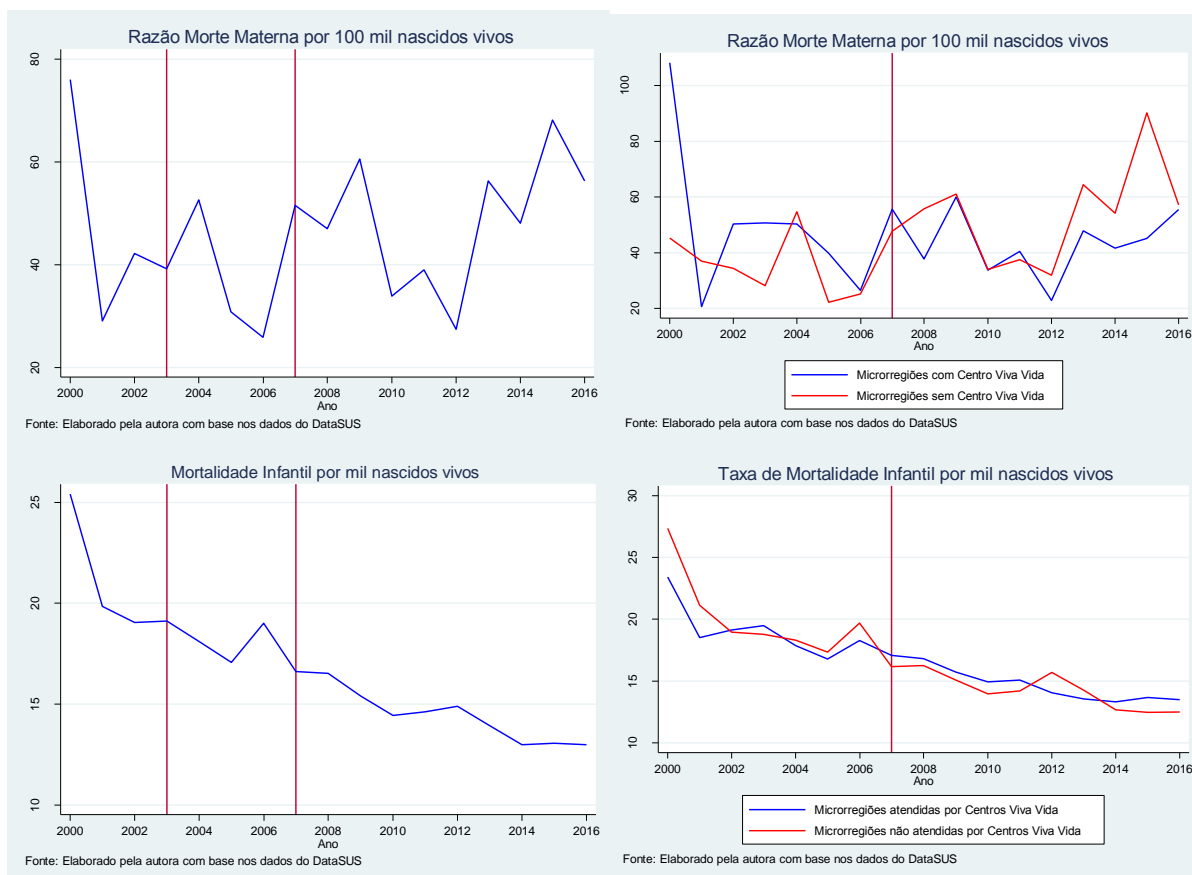 Razão Morte Materna por 100 mil nascidos vivos
80
60
40
20
2000 2002 2004 2006 2008 2010 2012 2014 2016
Ano
Fonte: Elaborado pela autora com base nos dados do DataSUS
Razão Morte Materna por 100 mil nascidos vivos
100
80
60
40
20
2000 2002 2004 2006 2008 2010 2012 2014 2016
Ano
Microrregiões com Centro Viva Vida
Microrregiões sem Centro Viva Vida
Fonte: Elaborado pela autora com base nos dados do DataSUS
Mortalidade Infantil por mil nascidos vivos
25
20
15
10
2000 2002 2004 2006 2008 2010 2012 2014 2016
Ano
Fonte: Elaborado pela autora com base nos dados do DataSUS
Taxa de Mortalidade Infantil por mil nascidos vivos
30
25
20
15
10
2000 2002 2004 2006 2008 2010 2012 2014 2016
Ano
Microrregiões atendidas por Centros Viva Vida
Microrregiões não atendidas por Centros Viva Vida
Fonte: Elaborado pela autora com base nos dados do DataSUS